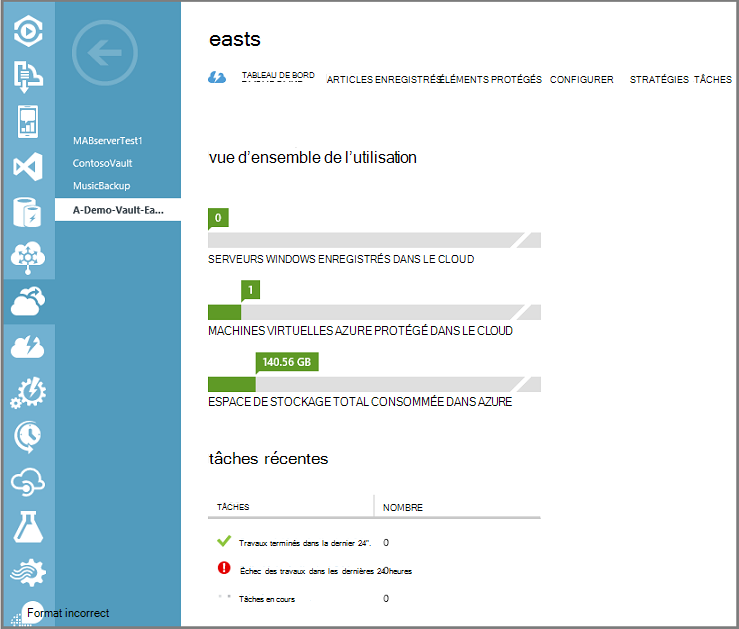 easts
TABLEAU DE BORD ARTICLES ENREGISTRÉS ÉLÉMENTS PROTÉGÉS CONFIGURER STRATÉGIES TÂCHES
MABserverTest1
ContosoVault
MusicBackup
A-Demo-Vault-Ea...
vue d’ensemble de l’utilisation
0
SERVEURS WINDOWS ENREGISTRÉS DANS LE CLOUD
1
MACHINES VIRTUELLES AZURE PROTÉGÉ DANS LE CLOUD
140.56 GB
ESPACE DE STOCKAGE TOTAL CONSOMMÉE DANS AZURE
tâches récentes
TÂCHES NOMBRE
Travaux terminés dans la dernier 24". 0
Échec des travaux dans les dernières 24 heures 0
Tâches en cours 0
Format incorrect